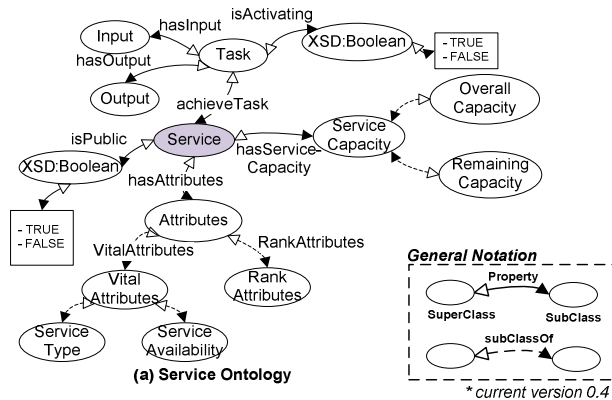 Input
hasInput
isActivating
XSD:Boolean
- TRUE
- FALSE
hasOutput
Task
Output
Overall
Capacity
achieveTask
isPublic
Service
hasService-
Capacity
Service
Capacity
XSD:Boolean
hasAttributes
Remaining
Capacity
- TRUE
- FALSE
Attributes
VitalAttributes
RankAttributes
Vital
Attributes
Rank
Attributes
Service
Type
Service
Availability
(a) Service Ontology
General Notation
Property
SuperClass
SubClass
subClassOf
* current version 0.4